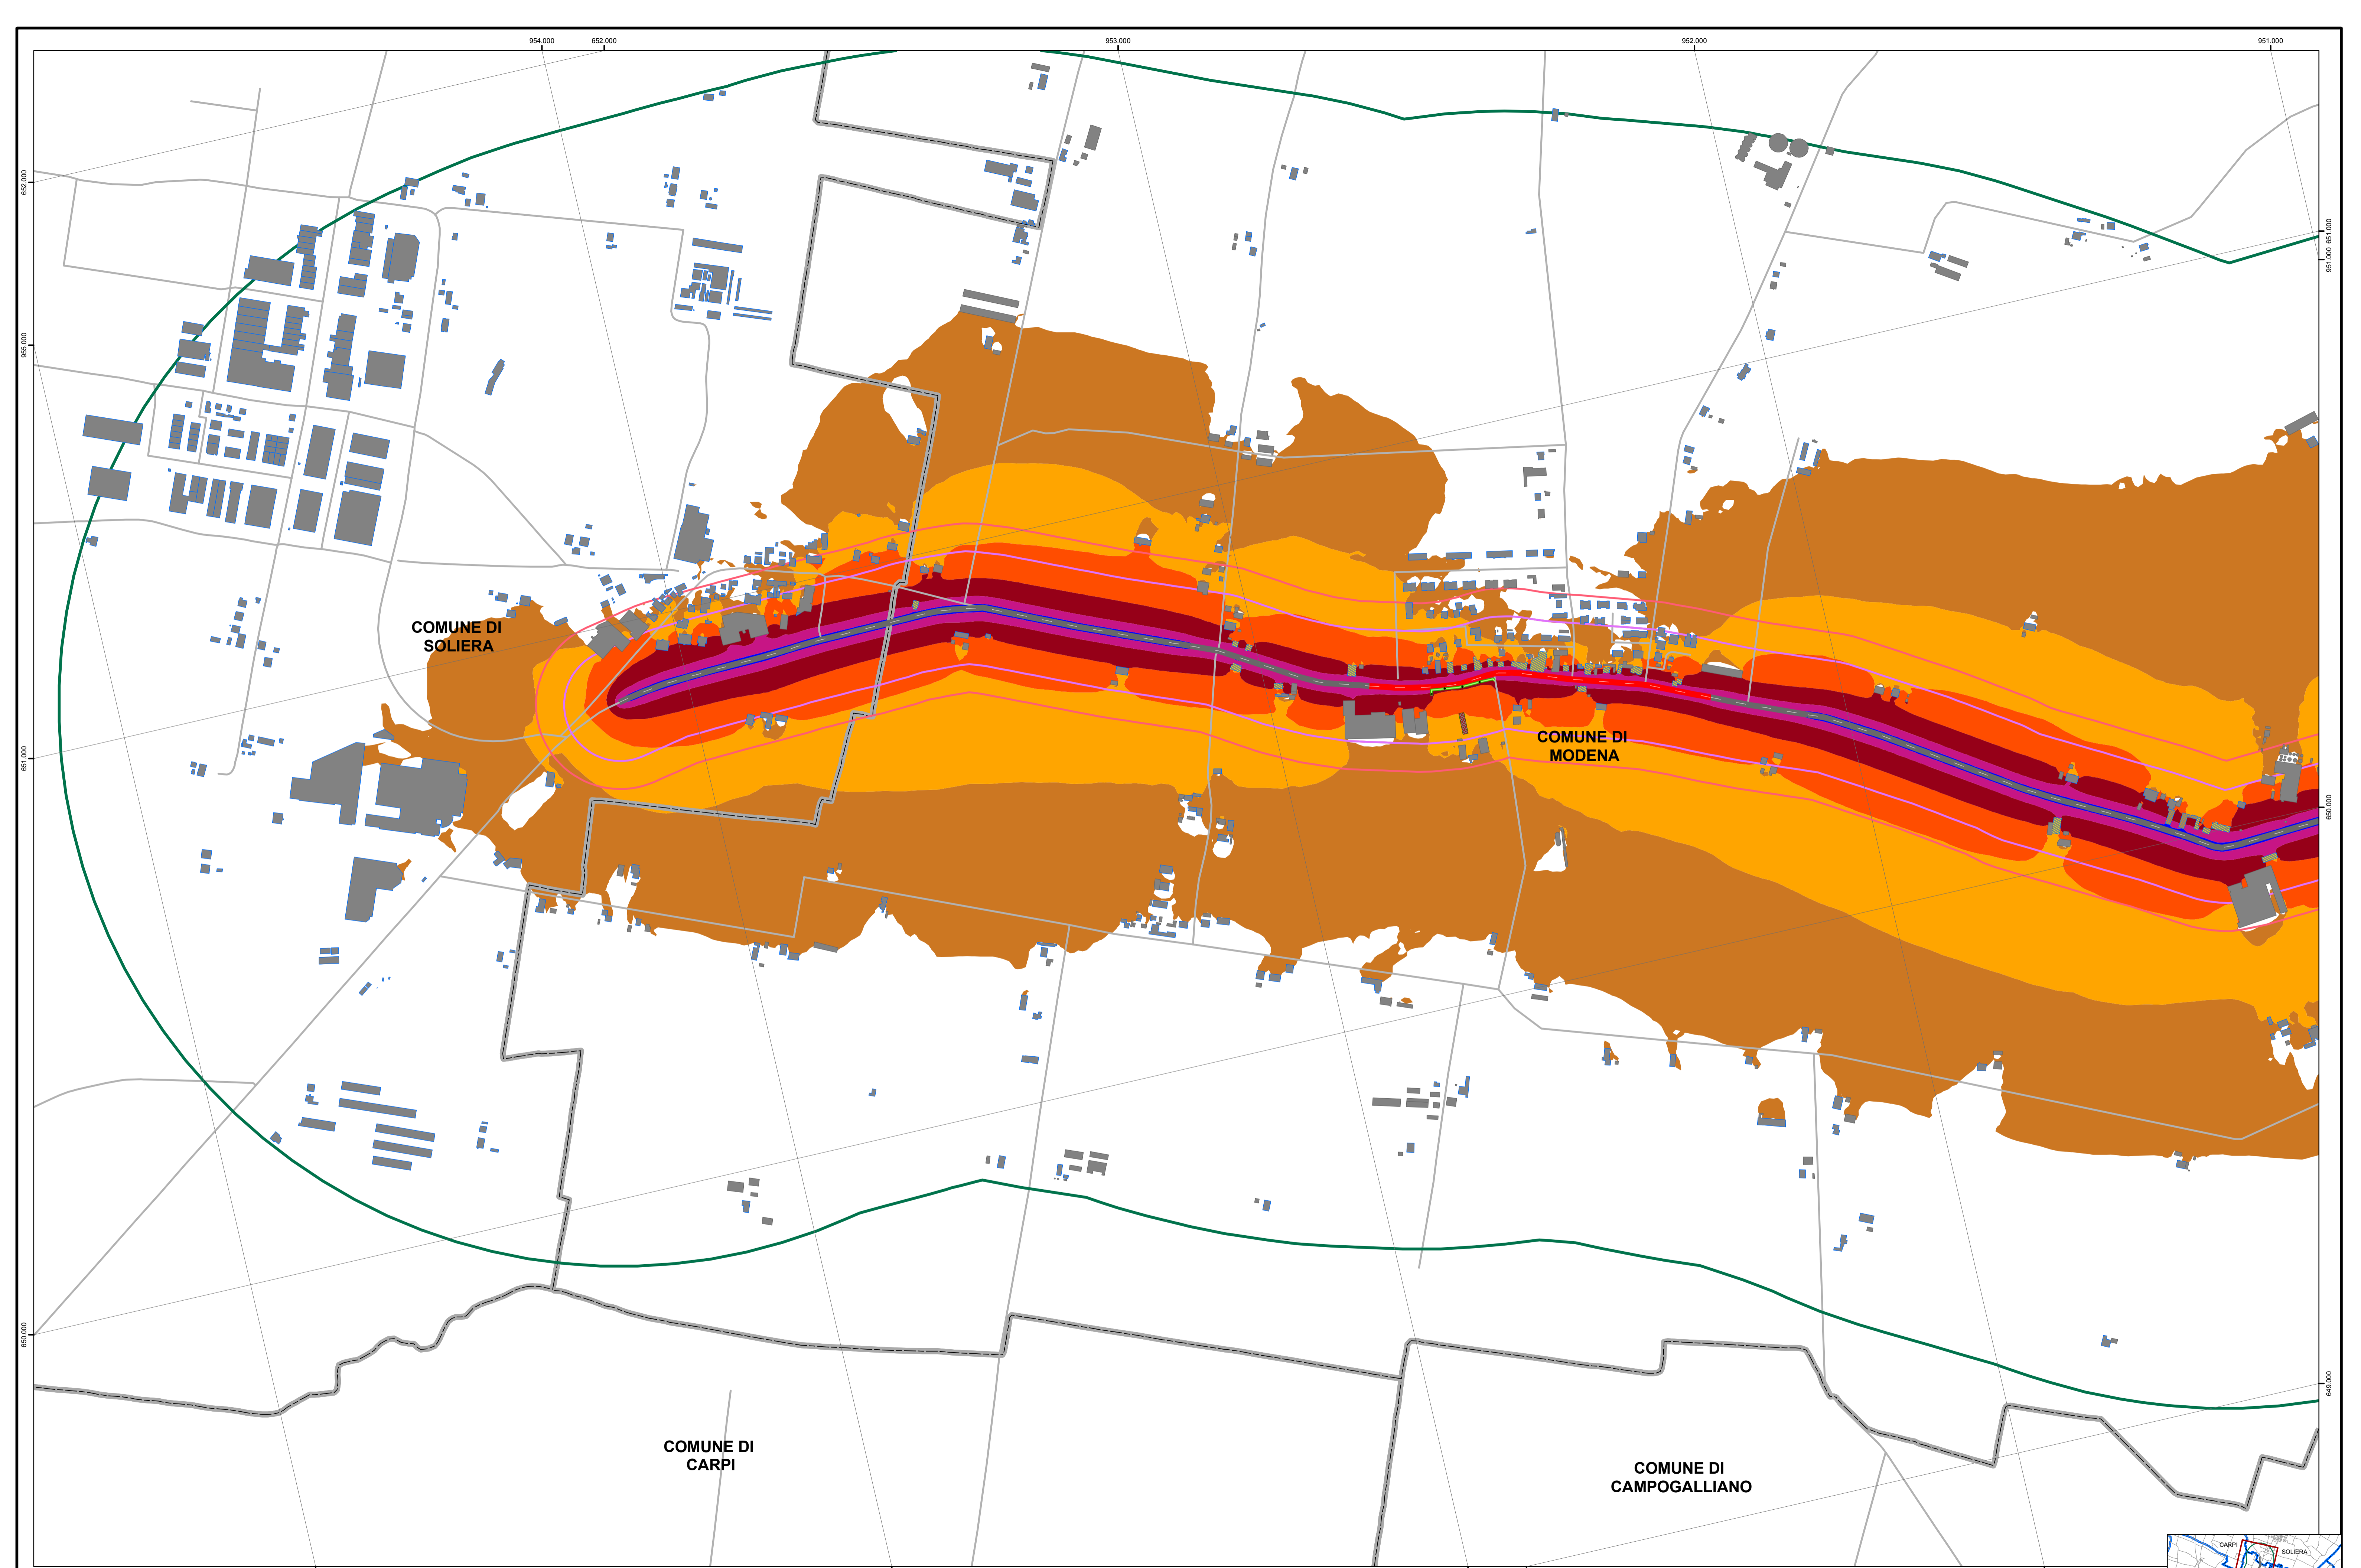 954.000 652.000 953.000 952.000 951.000
652.000
955.000
651.000
650.000
651.000
951.000
650.000
649.000
COMUNE DI
SOLIERA
COMUNE DI
MODENA
COMUNE DI
CARPI
COMUNE DI
CAMPOGALLIANO
CARPI
SOLIERA